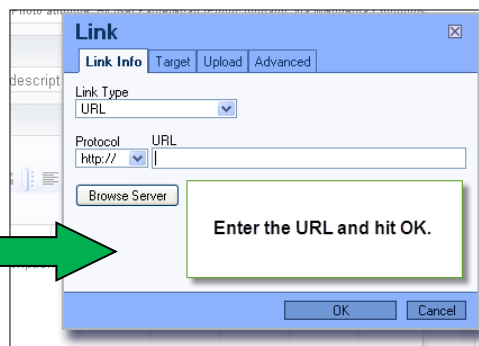 Link
Link Info Target Upload Advanced
descript
Link Type
URL
Protocol URL
http://
Browse Server
Enter the URL and hit OK.
OK Cancel